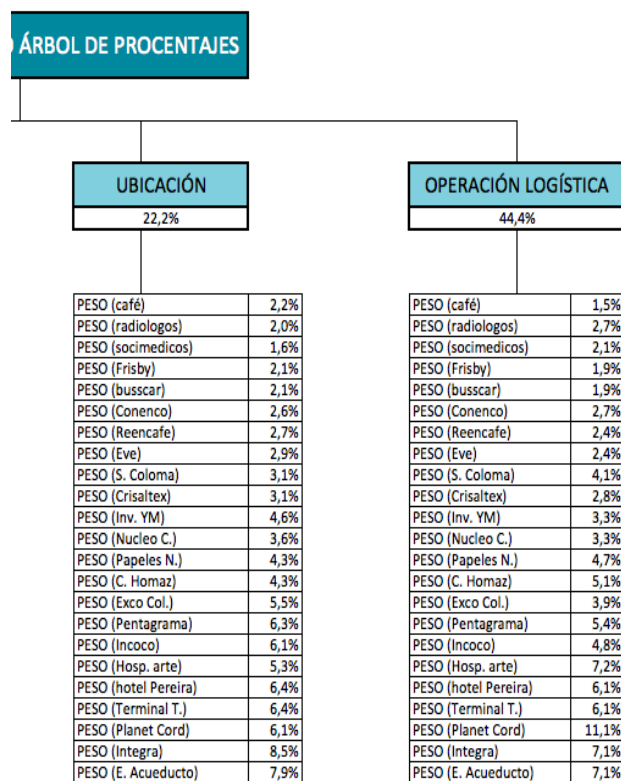 ÁRBOL DE PROCENTAJES
UBICACIÓN
22,2%
PESO (café) 2,2%
PESO (radiologos) 2,0%
PESO (socimedicos) 1,6%
PESO (Frisby) 2,1%
PESO (busscar) 2,1%
PESO (Conenco) 2,6%
PESO (Reencafe) 2,7%
PESO (Eve) 2,9%
PESO (S. Coloma) 3,1%
PESO (Crisaltex) 3,1%
PESO (Inv. YM) 4,6%
PESO (Nucleo C.) 3,6%
PESO (Papeles N.) 4,3%
PESO (C. Homaz) 4,3%
PESO (Exco Col.) 5,5%
PESO (Pentagrama) 6,3%
PESO (Incoco) 6,1%
PESO (Hosp. arte) 5,3%
PESO (hotel Pereira) 6,4%
PESO (Terminal T.) 6,4%
PESO (Planet Cord) 6,1%
PESO (Integra) 8,5%
PESO (E. Acueducto) 7,9%
OPERACIÓN LOGÍSTICA
44,4%
PESO (café) 1,5%
PESO (radiologos) 2,7%
PESO (socimedicos) 2,1%
PESO (Frisby) 1,9%
PESO (busscar) 1,9%
PESO (Conenco) 2,7%
PESO (Reencafe) 2,4%
PESO (Eve) 2,4%
PESO (S. Coloma) 4,1%
PESO (Crisaltex) 2,8%
PESO (Inv. YM) 3,3%
PESO (Nucleo C.) 3,3%
PESO (Papeles N.) 4,7%
PESO (C. Homaz) 5,1%
PESO (Exco Col.) 3,9%
PESO (Pentagrama) 5,4%
PESO (Incoco) 4,8%
PESO (Hosp. arte) 7,2%
PESO (hotel Pereira) 6,1%
PESO (Terminal T.) 6,1%
PESO (Planet Cord) 11,1%
PESO (Integra) 7,1%
PESO (E. Acueducto) 7,1%